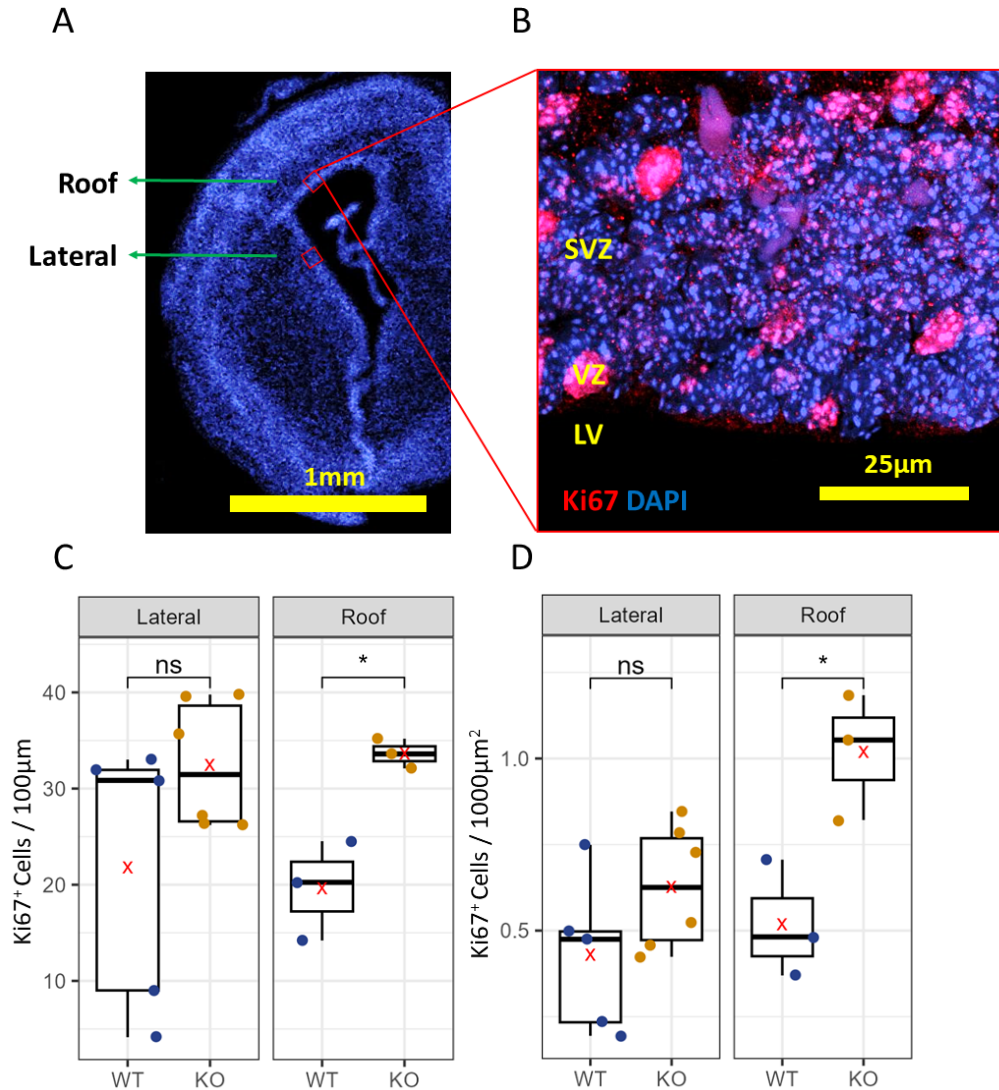 A
B
Roof
Lateral
1mm
SVZ
VZ
LV
25µm
Ki67 DAPI
C
D
Lateral
Roof
ns
*
40
30
20
10
Ki67⁺ Cells / 100µm
WT
KO
WT
KO
Lateral
Roof
ns
*
1.0
0.5
Ki67⁺ Cells / 1000µm²
WT
KO
WT
KO